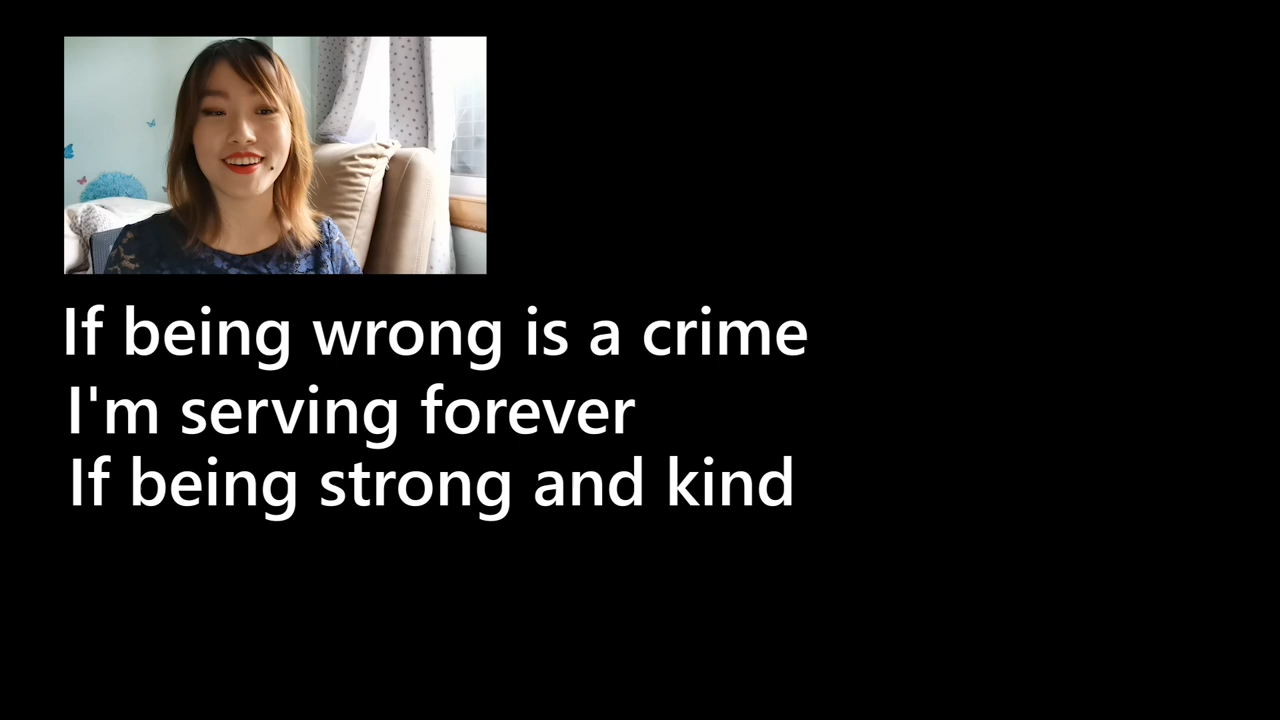 If being wrong is a crime
I'm serving forever
If being strong and kind